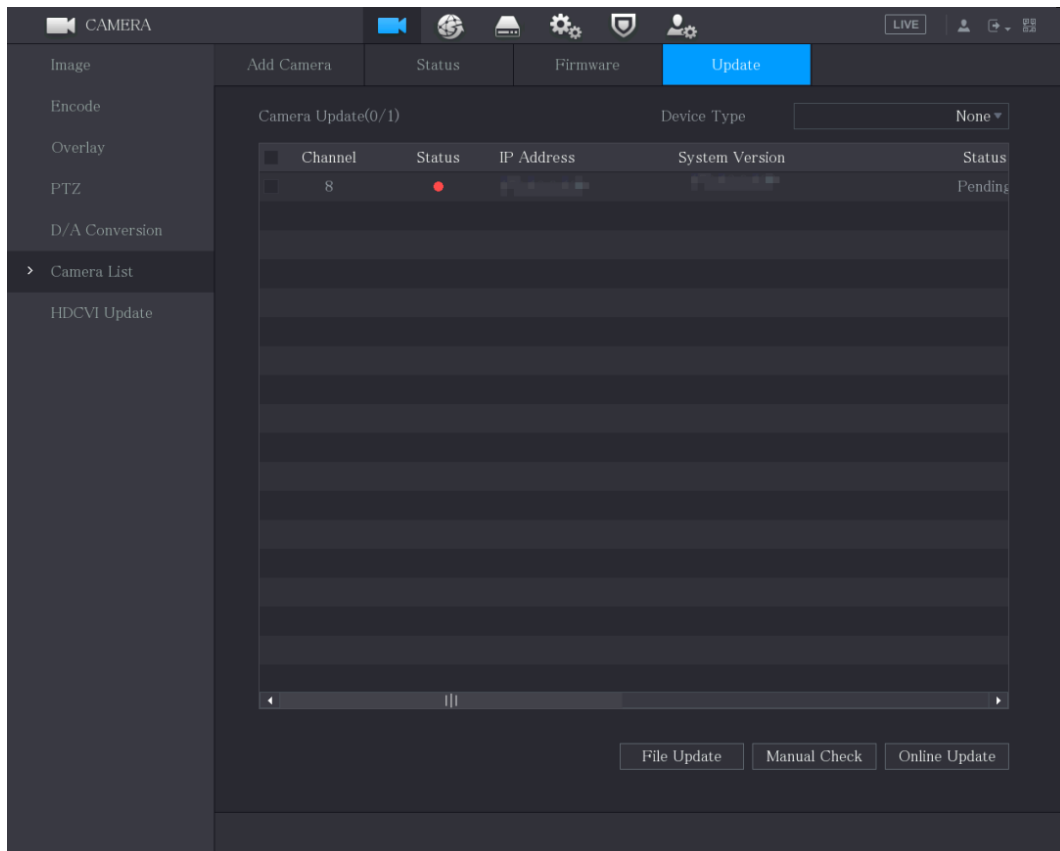 CAMERA
LIVE
Image
Encode
Overlay
PTZ
D/A Conversion
Camera List
HDCVI Update
Add Camera Status Firmware Update
Camera Update(0/1) Device Type None
Channel Status IP Address System Version Status
8 Pending
File Update Manual Check Online Update